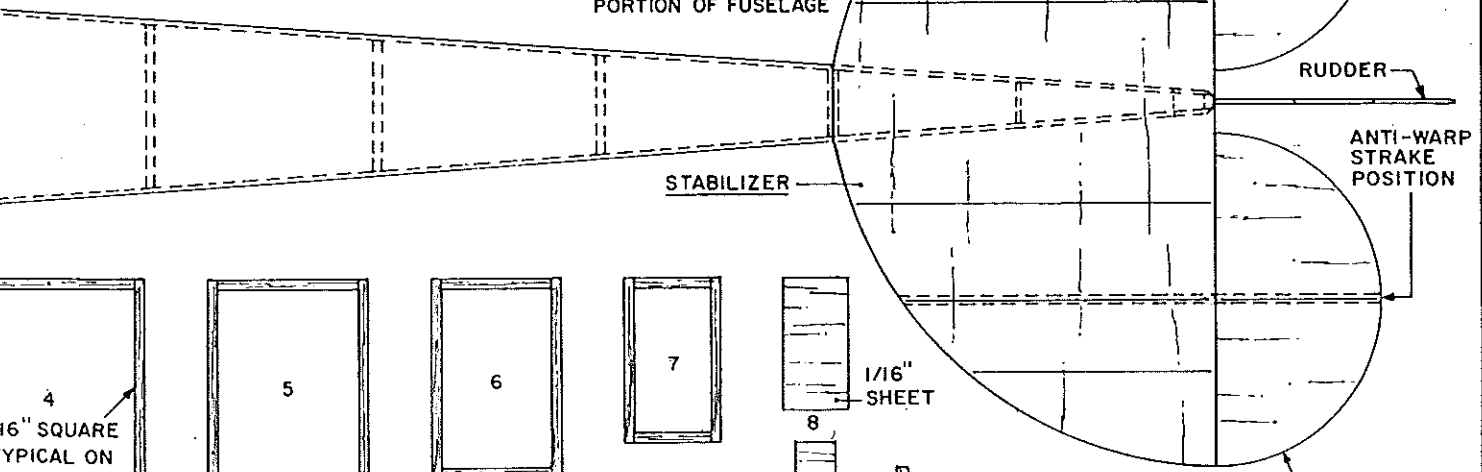 PORTION OF FUSELAGE
RUDDER
ANTI-WARP
STRAKE
POSITION
STABILIZER
4
5
6
7
1/16"
SHEET
8
16" SQUARE
TYPICAL ON